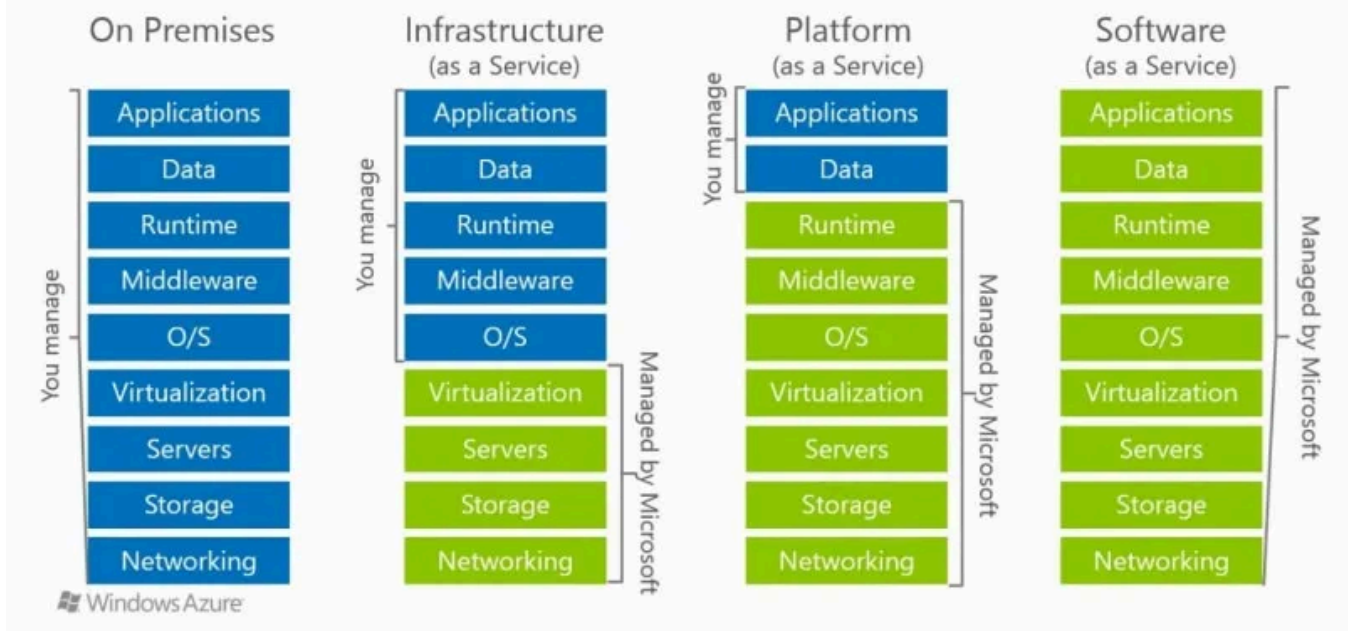 On Premises
Infrastructure
(as a Service)
Platform
(as a Service)
Software
(as a Service)
You manage
Applications
Data
Runtime
Middleware
O/S
Virtualization
Servers
Storage
Networking
You manage
Applications
Data
Runtime
Middleware
O/S
Virtualization
Servers
Storage
Networking
Managed by Microsoft
You manage
Applications
Data
Runtime
Middleware
O/S
Virtualization
Servers
Storage
Networking
Managed by Microsoft
Applications
Data
Runtime
Middleware
O/S
Virtualization
Servers
Storage
Networking
Managed by Microsoft
Windows Azure